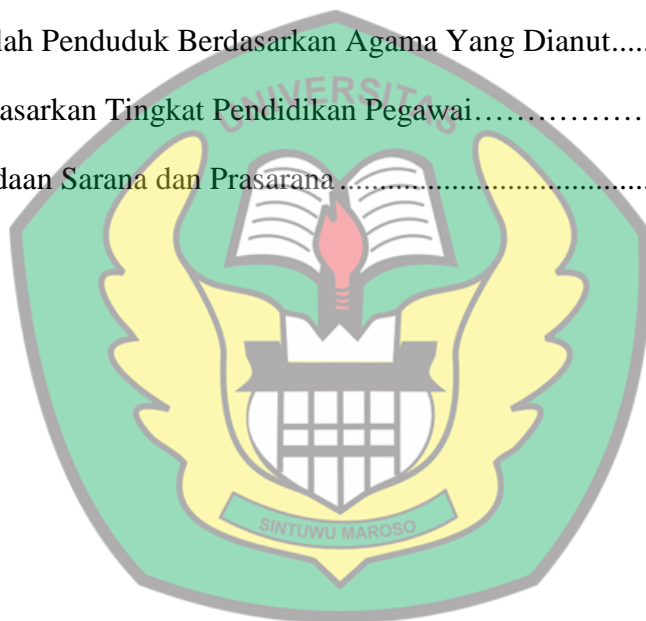 lah Penduduk Berdasarkan Agama Yang Dianut.....
UNIVERSITAS
asarkan Tingkat Pendidikan Pegawai……………
daan Sarana dan Prasarana.......................................
SINTUWU MAROSO